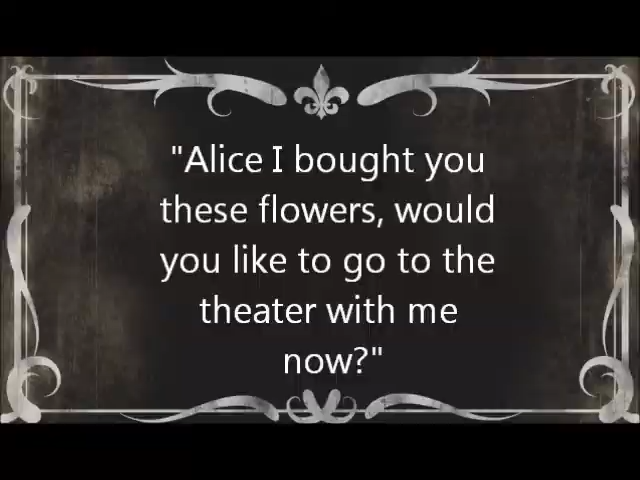 "Alice I bought you
these flowers, would
you like to go to the
theater with me
now?"